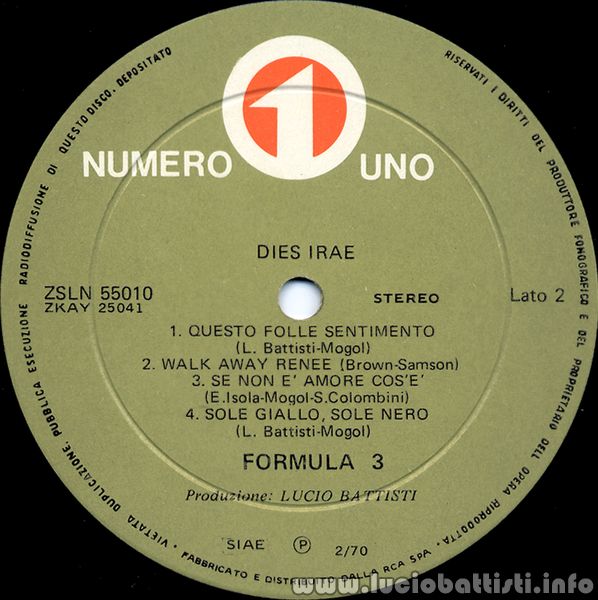 RISERVATI I DIRITTI DEL PRODUTTORE FONOGRAFICO E DEL PROPRIETARIO DELL'OPERA RIPRODOTTA · VIETATA DUPLICAZIONE, PUBBLICA ESECUZIONE RADIODIFFUSIONE DI QUESTO DISCO. DEPOSITATO
1
NUMERO UNO
DIES IRAE
ZSLN 55010
ZKAY 25041
STEREO
Lato 2
1. QUESTO FOLLE SENTIMENTO
(L. Battisti-Mogol)
2. WALK AWAY RENEE (Brown-Samson)
3. SE NON E' AMORE COS'E'
(E.Isola-Mogol-S.Colombini)
4. SOLE GIALLO, SOLE NERO
(L. Battisti-Mogol)
FORMULA 3
Produzione: LUCIO BATTISTI
SIAE Ⓟ 2/70
· FABBRICATO E DISTRIBUITO DALLA RCA SPA ·
www.luciobattisti.info